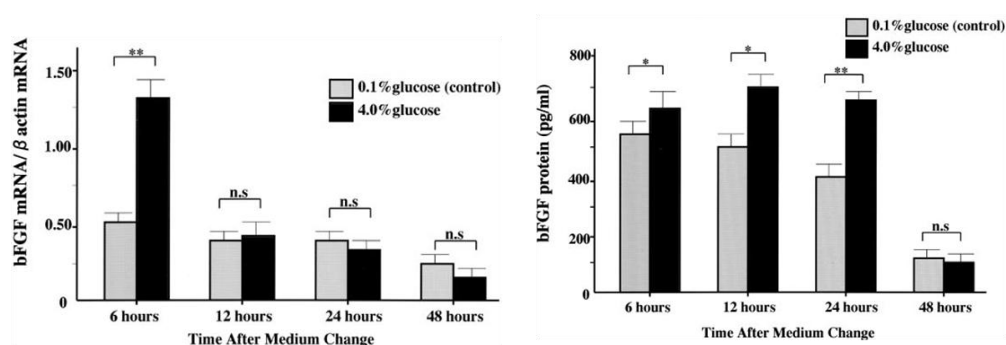 bFGF mRNA/β actin mRNA
1.50
1.00
0.50
0
**
n.s
n.s
n.s
0.1%glucose (control)
4.0%glucose
6 hours 12 hours 24 hours 48 hours
Time After Medium Change
0.1%glucose (control)
4.0%glucose
bFGF protein (pg/ml)
800
600
400
200
0
*
*
**
n.s
6 hours 12 hours 24 hours 48 hours
Time After Medium Change